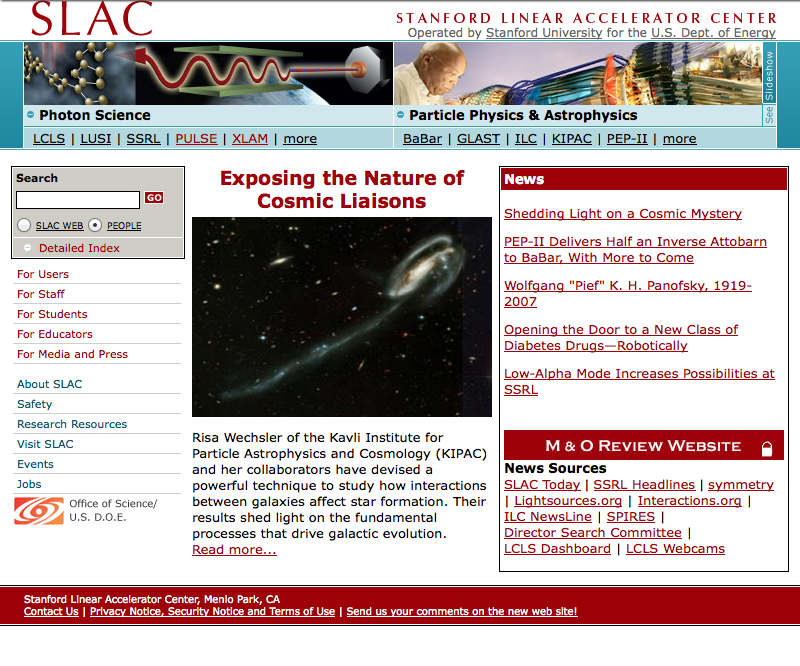 SLAC
STANFORD LINEAR ACCELERATOR CENTER
Operated by Stanford University for the U.S. Dept. of Energy
See Slideshow
Photon Science
Particle Physics & Astrophysics
LCLS | LUSI | SSRL | PULSE | XLAM | more
BaBar | GLAST | ILC | KIPAC | PEP-II | more
Search
GO
SLAC WEB PEOPLE
Detailed Index
For Users
For Staff
For Students
For Educators
For Media and Press
About SLAC
Safety
Research Resources
Visit SLAC
Events
Jobs
Office of Science/
U.S. D.O.E.
Exposing the Nature of
Cosmic Liaisons
Risa Wechsler of the Kavli Institute for
Particle Astrophysics and Cosmology (KIPAC)
and her collaborators have devised a
powerful technique to study how interactions
between galaxies affect star formation. Their
results shed light on the fundamental
processes that drive galactic evolution.
Read more...
News
Shedding Light on a Cosmic Mystery
PEP-II Delivers Half an Inverse Attobarn
to BaBar, With More to Come
Wolfgang "Pief" K. H. Panofsky, 1919-
2007
Opening the Door to a New Class of
Diabetes Drugs—Robotically
Low-Alpha Mode Increases Possibilities at
SSRL
M & O REVIEW WEBSITE
News Sources
SLAC Today | SSRL Headlines | symmetry
| Lightsources.org | Interactions.org |
ILC NewsLine | SPIRES |
Director Search Committee |
LCLS Dashboard | LCLS Webcams
Stanford Linear Accelerator Center, Menlo Park, CA
Contact Us | Privacy Notice, Security Notice and Terms of Use | Send us your comments on the new web site!